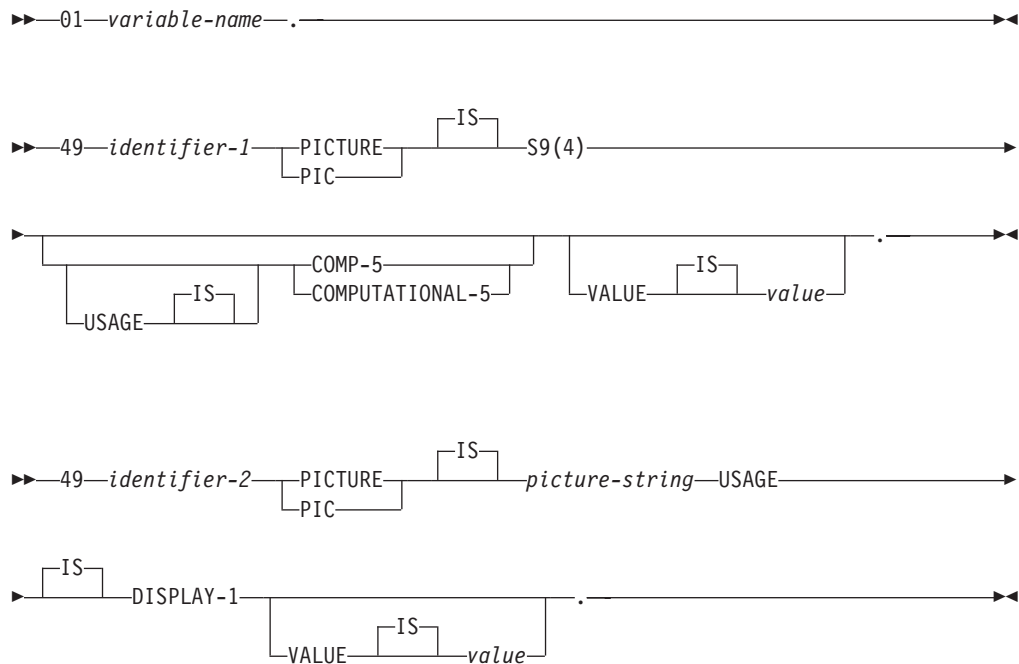 01 variable-name .
IS
49 identifier-1 PICTURE S9(4)
PIC
COMP-5 .
IS COMPUTATIONAL-5 VALUE IS value
USAGE
IS
49 identifier-2 PICTURE picture-string USAGE
PIC
IS
DISPLAY-1 .
IS
VALUE value